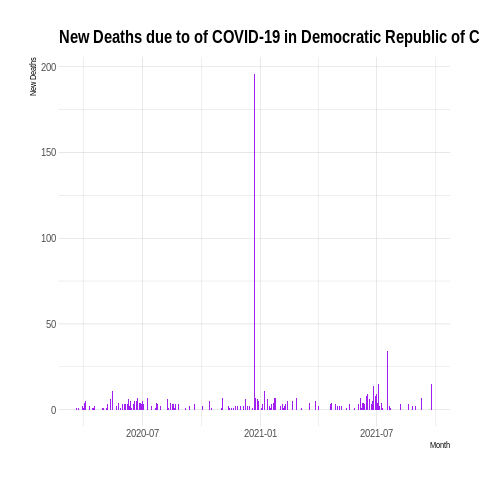 New Deaths due to of COVID-19 in Democratic Republic of C
New Deaths
200
150
100
50
0
2020-07
2021-01
2021-07
Month